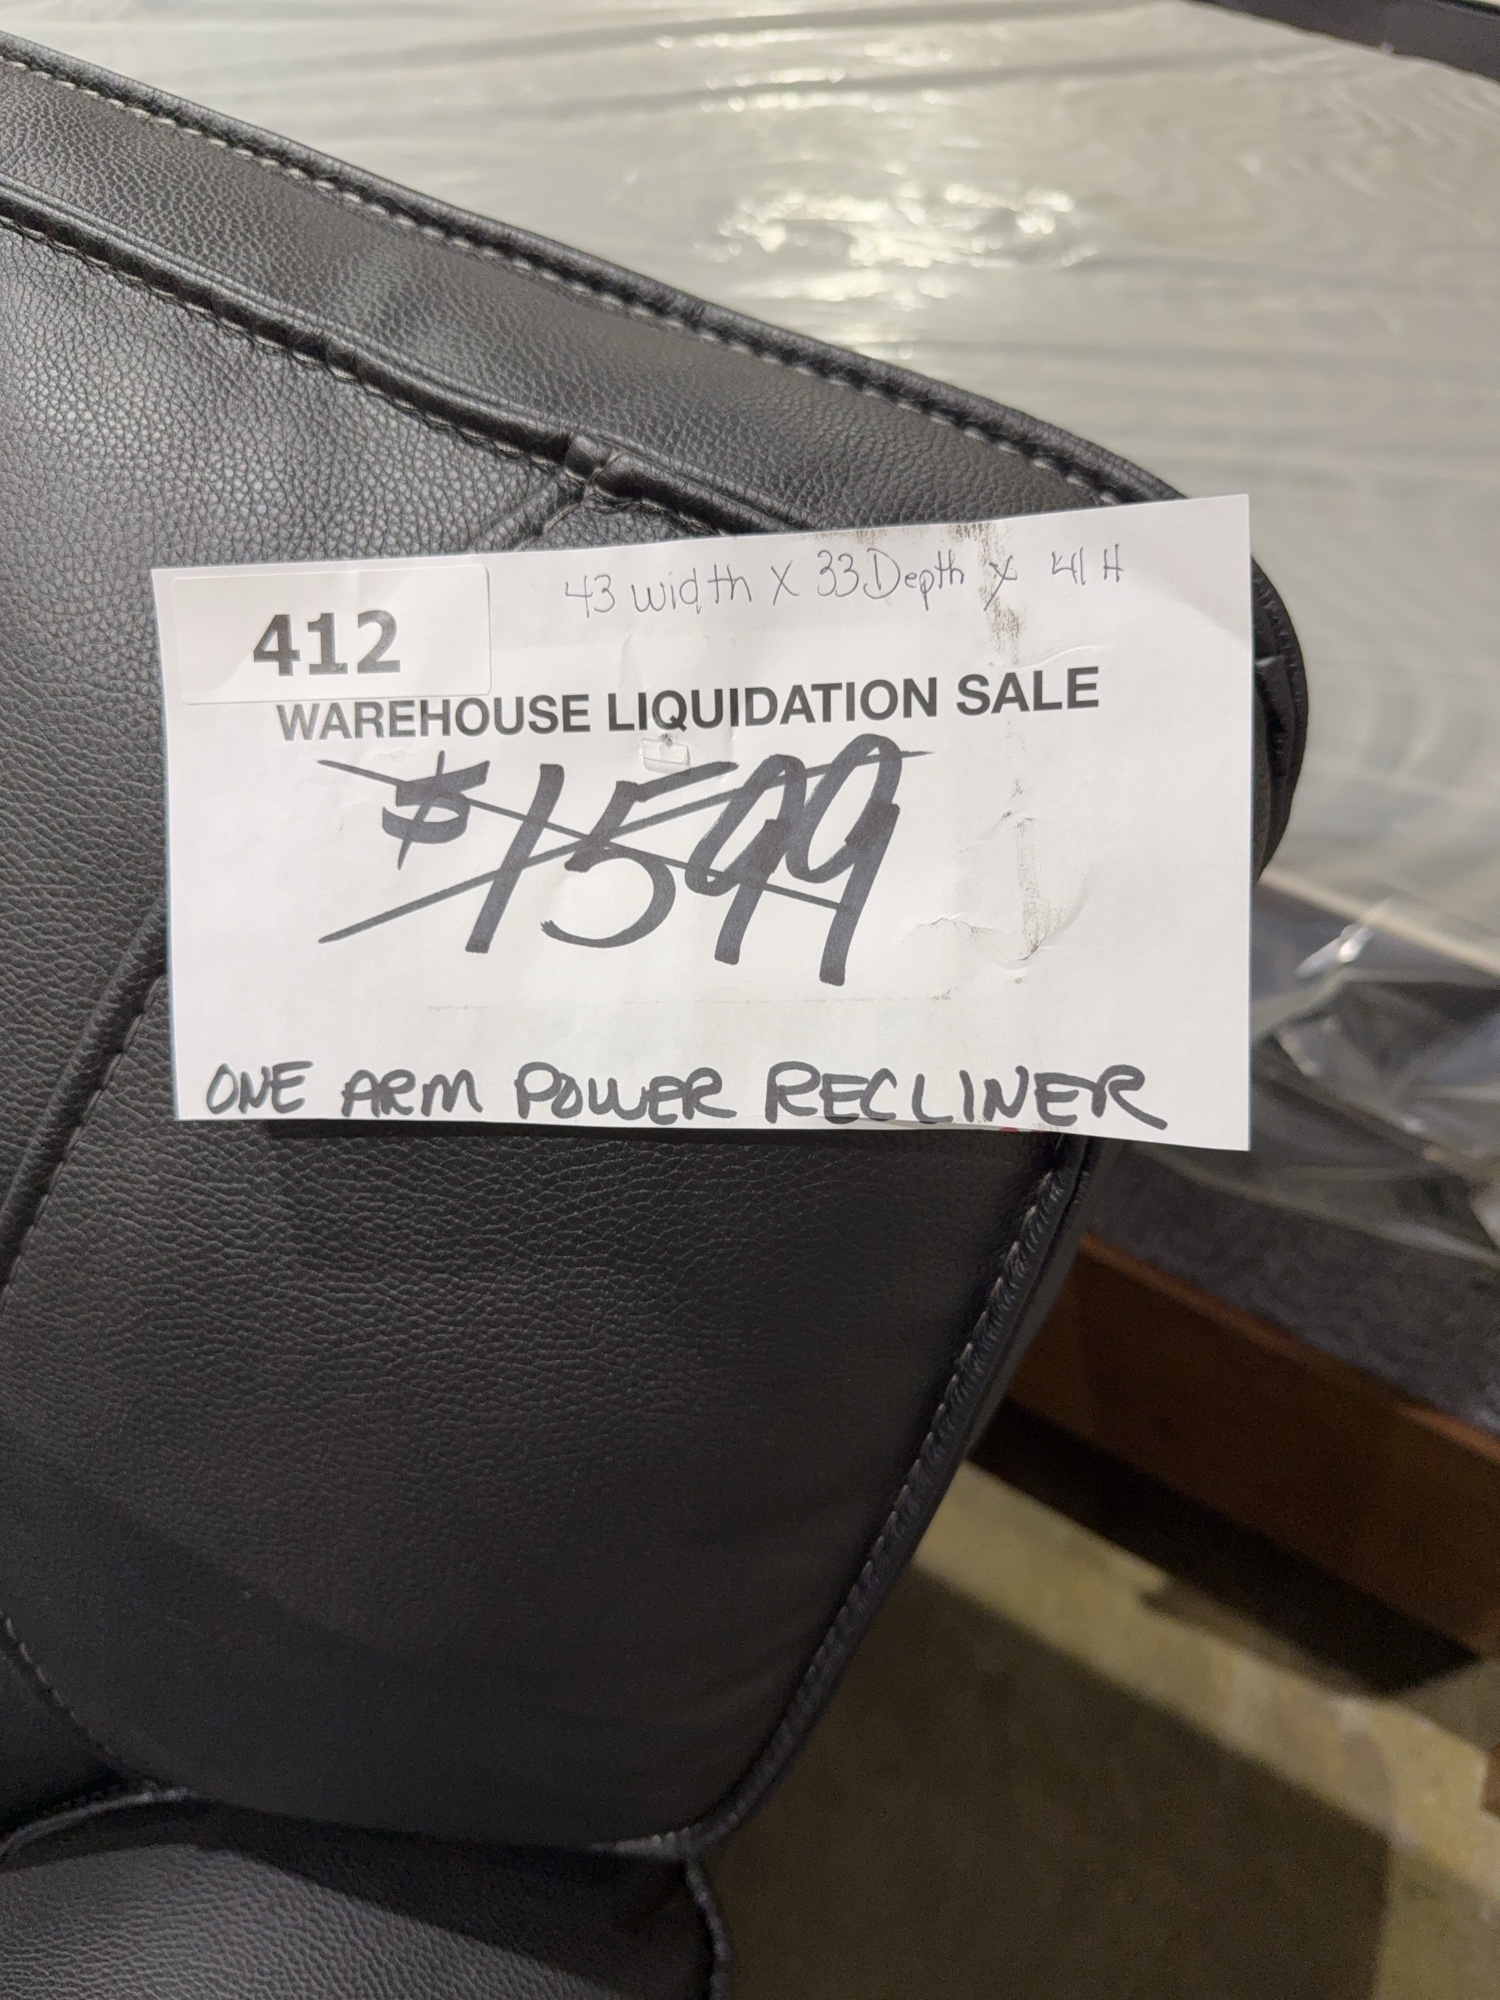 43 width X 33 Depth X 41 H
412
WAREHOUSE LIQUIDATION SALE
$1599
ONE ARM POWER RECLINER